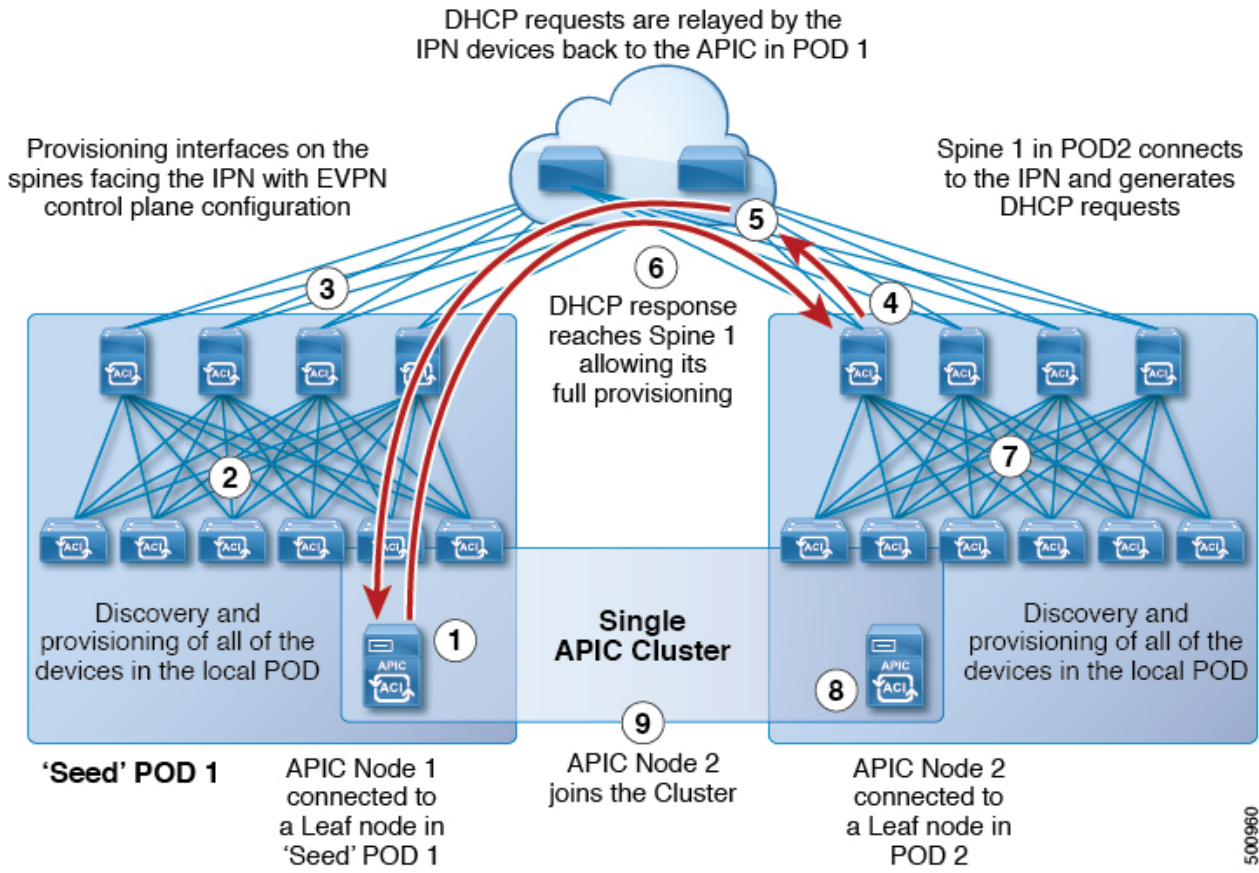 DHCP requests are relayed by the
IPN devices back to the APIC in POD 1
Provisioning interfaces on the
spines facing the IPN with EVPN
control plane configuration
Spine 1 in POD2 connects
to the IPN and generates
DHCP requests
5
6
3
4
DHCP response
reaches Spine 1
allowing its
full provisioning
ACI
ACI
ACI
ACI
ACI
ACI
ACI
ACI
2
7
ACI
ACI
ACI
ACI
ACI
ACI
ACI
ACI
ACI
ACI
ACI
ACI
Discovery and
provisioning of all of the
devices in the local POD
1
APIC
ACI
Single
APIC Cluster
8
APIC
ACI
Discovery and
provisioning of all of the
devices in the local POD
9
'Seed' POD 1
APIC Node 1
connected to
a Leaf node in
'Seed' POD 1
APIC Node 2
joins the Cluster
APIC Node 2
connected to
a Leaf node in
POD 2
500960